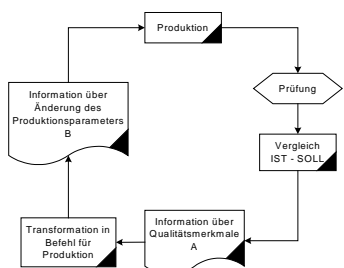 Produktion
Prüfung
Vergleich
IST - SOLL
Information über
Qualitätsmerkmale
A
Transformation in
Befehl für
Produktion
Information über
Änderung des
Produktionsparameters
B